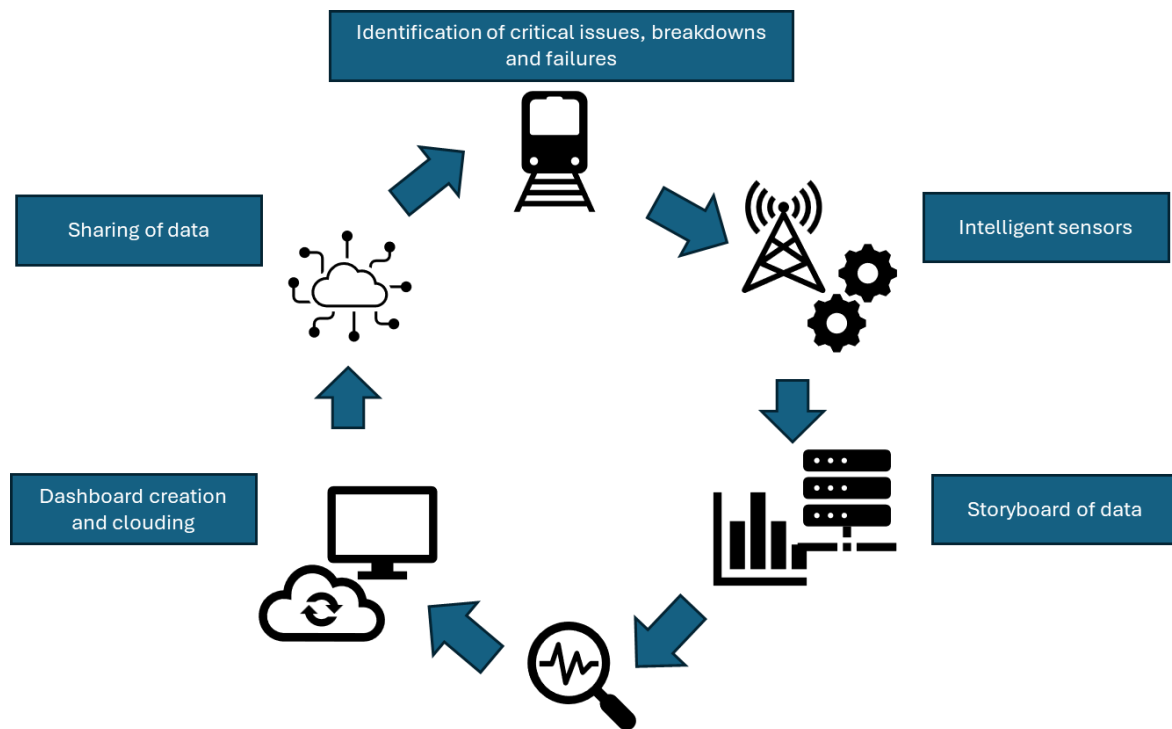 Identification of critical issues, breakdowns
and failures
Sharing of data
Intelligent sensors
Dashboard creation
and clouding
Storyboard of data